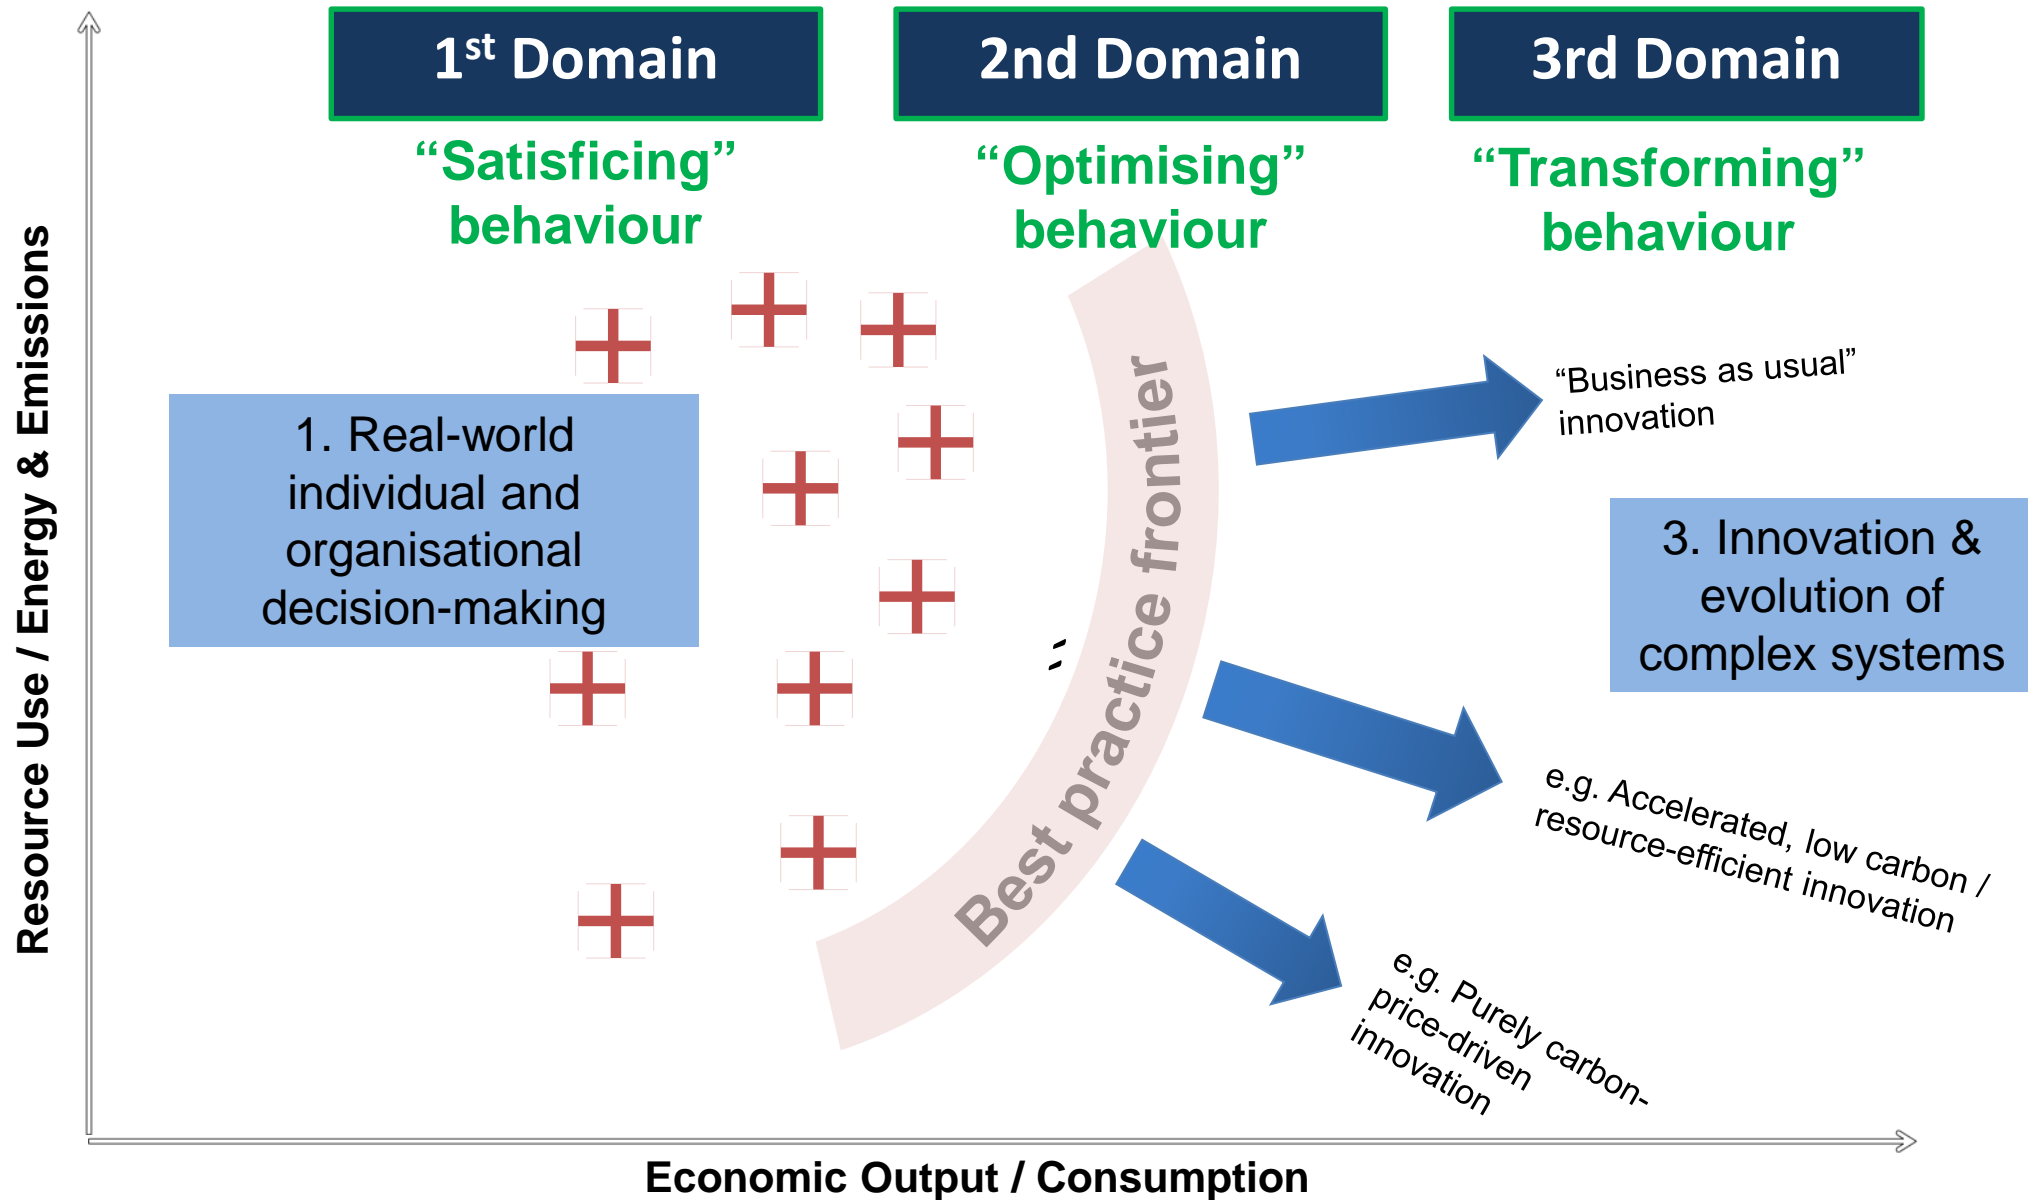 1st Domain
2nd Domain
3rd Domain
“Satisficing”
behaviour
“Optimising”
behaviour
“Transforming”
behaviour
Resource Use / Energy & Emissions
1. Real-world
individual and
organisational
decision-making
Best practice frontier
“Business as usual”
innovation
3. Innovation &
evolution of
complex systems
e.g. Accelerated, low carbon /
resource-efficient innovation
e.g. Purely carbon-
price-driven
innovation
Economic Output / Consumption